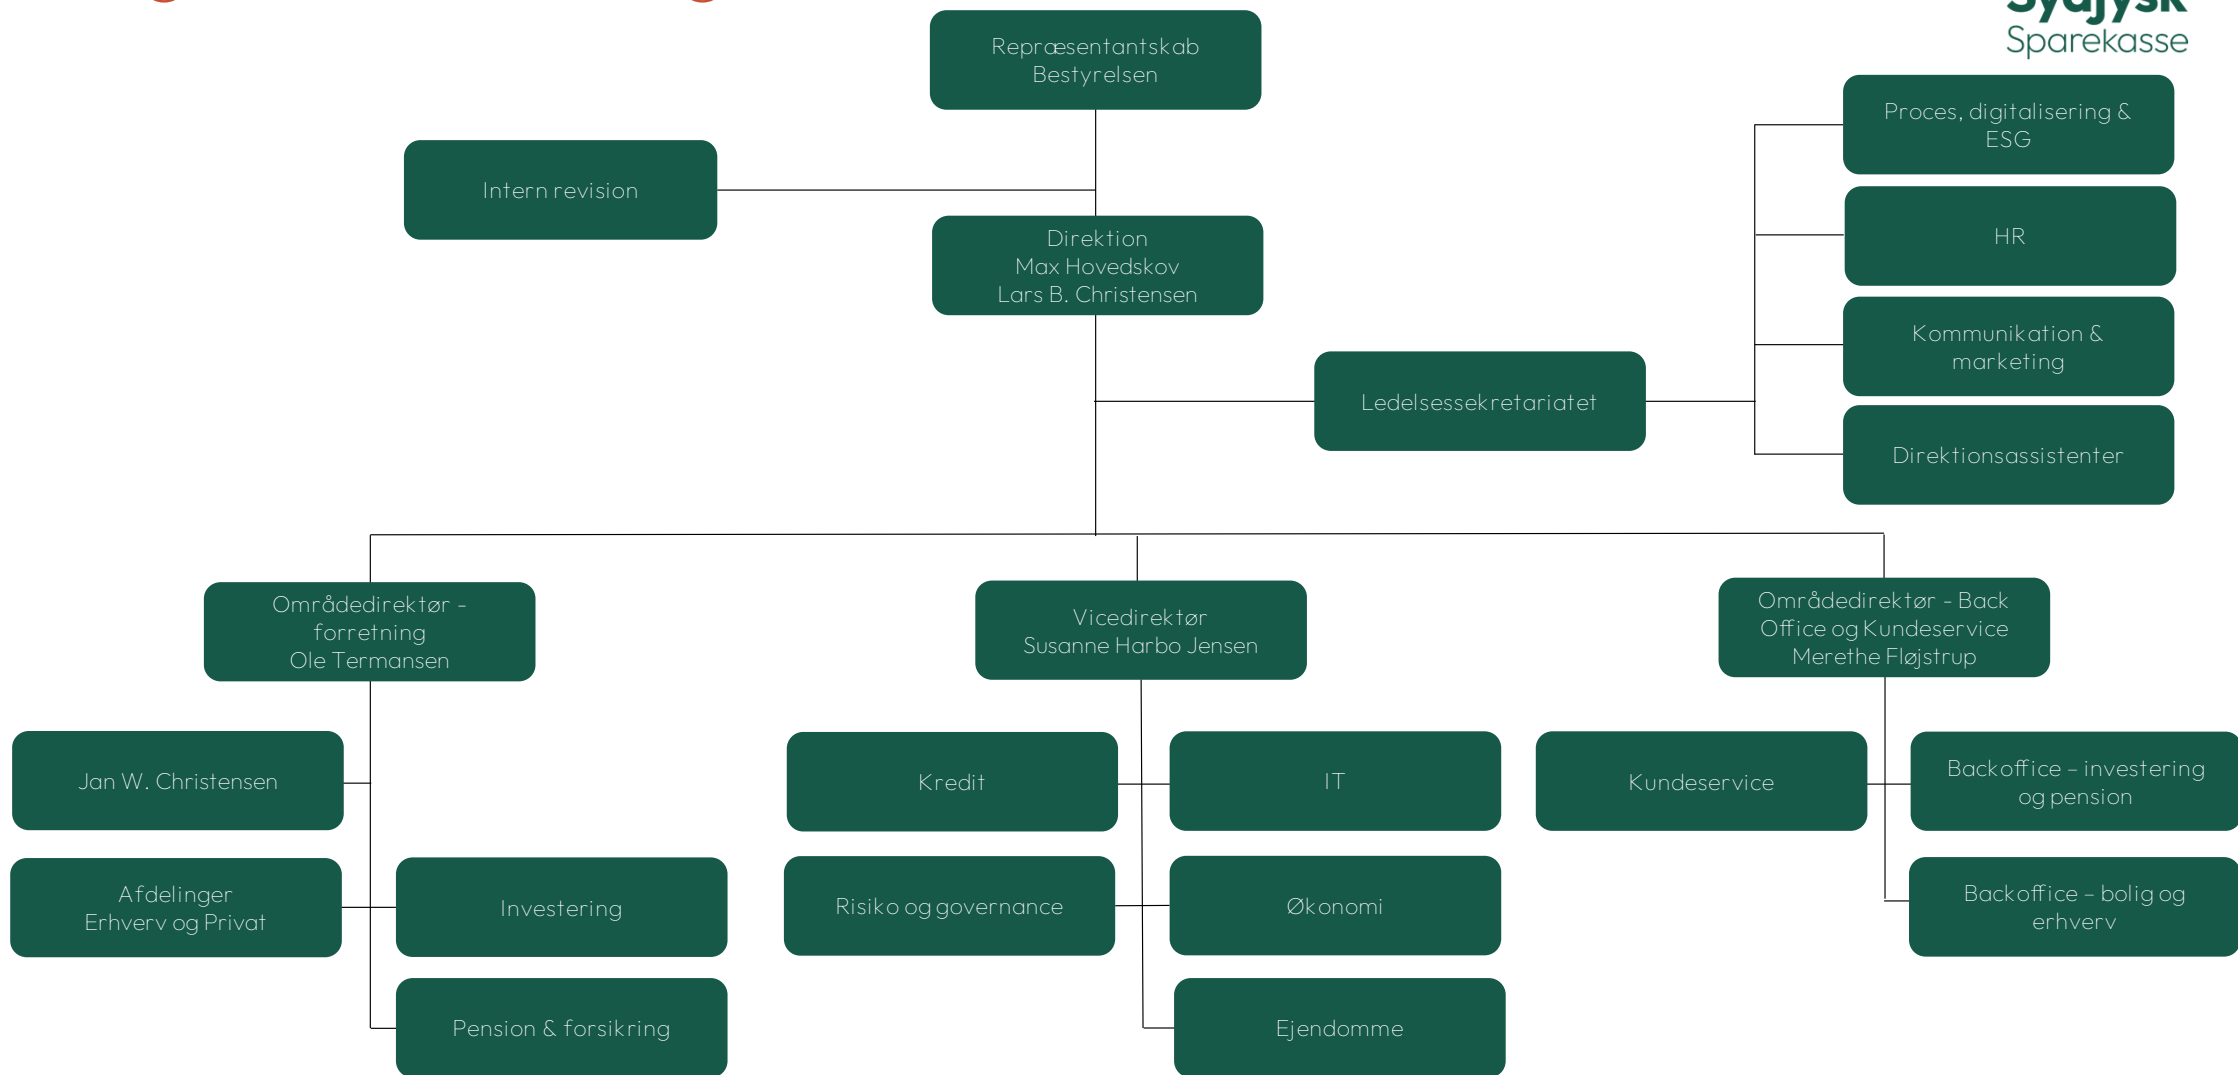 Sydjysk
Sparekasse
Repræsentantskab
Bestyrelsen
Intern revision
Direktion
Max Hovedskov
Lars B. Christensen
Proces, digitalisering &
ESG
HR
Kommunikation &
marketing
Direktionsassistenter
Ledelsessekretariatet
Områdedirektør -
forretning
Ole Termansen
Vicedirektør
Susanne Harbo Jensen
Områdedirektør - Back
Office og Kundeservice
Merethe Fløjstrup
Jan W. Christensen
Kredit
IT
Kundeservice
Backoffice – investering
og pension
Afdelinger
Erhverv og Privat
Investering
Risiko og governance
Økonomi
Backoffice – bolig og
erhverv
Pension & forsikring
Ejendomme